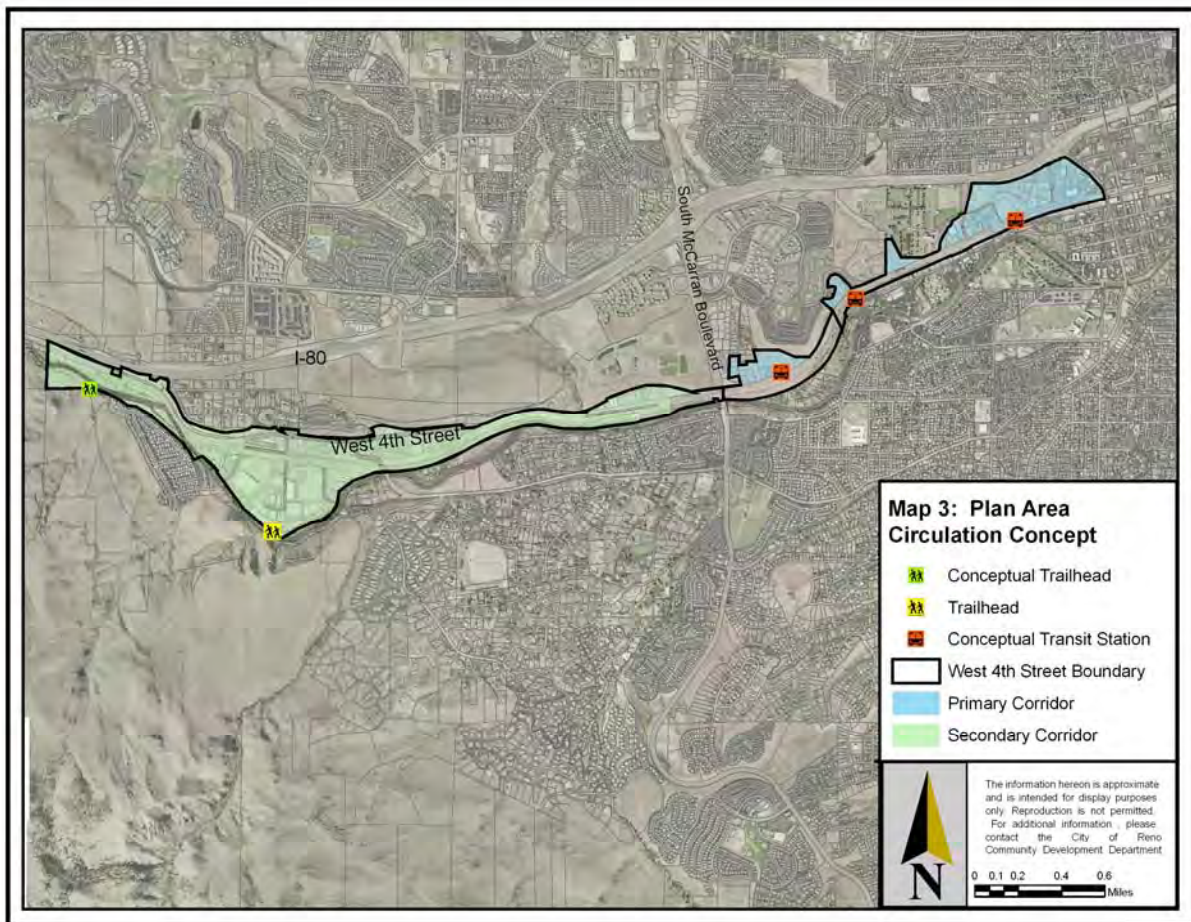 South McCarran Boulevard
I-80
West 4th Street
Map 3: Plan Area
Circulation Concept
Conceptual Trailhead
Trailhead
Conceptual Transit Station
West 4th Street Boundary
Primary Corridor
Secondary Corridor
The information hereon is approximate
and is intended for display purposes
only. Reproduction is not permitted.
For additional information , please
contact the City of Reno
Community Development Department
N
0 0.1 0.2 0.4 0.6
Miles